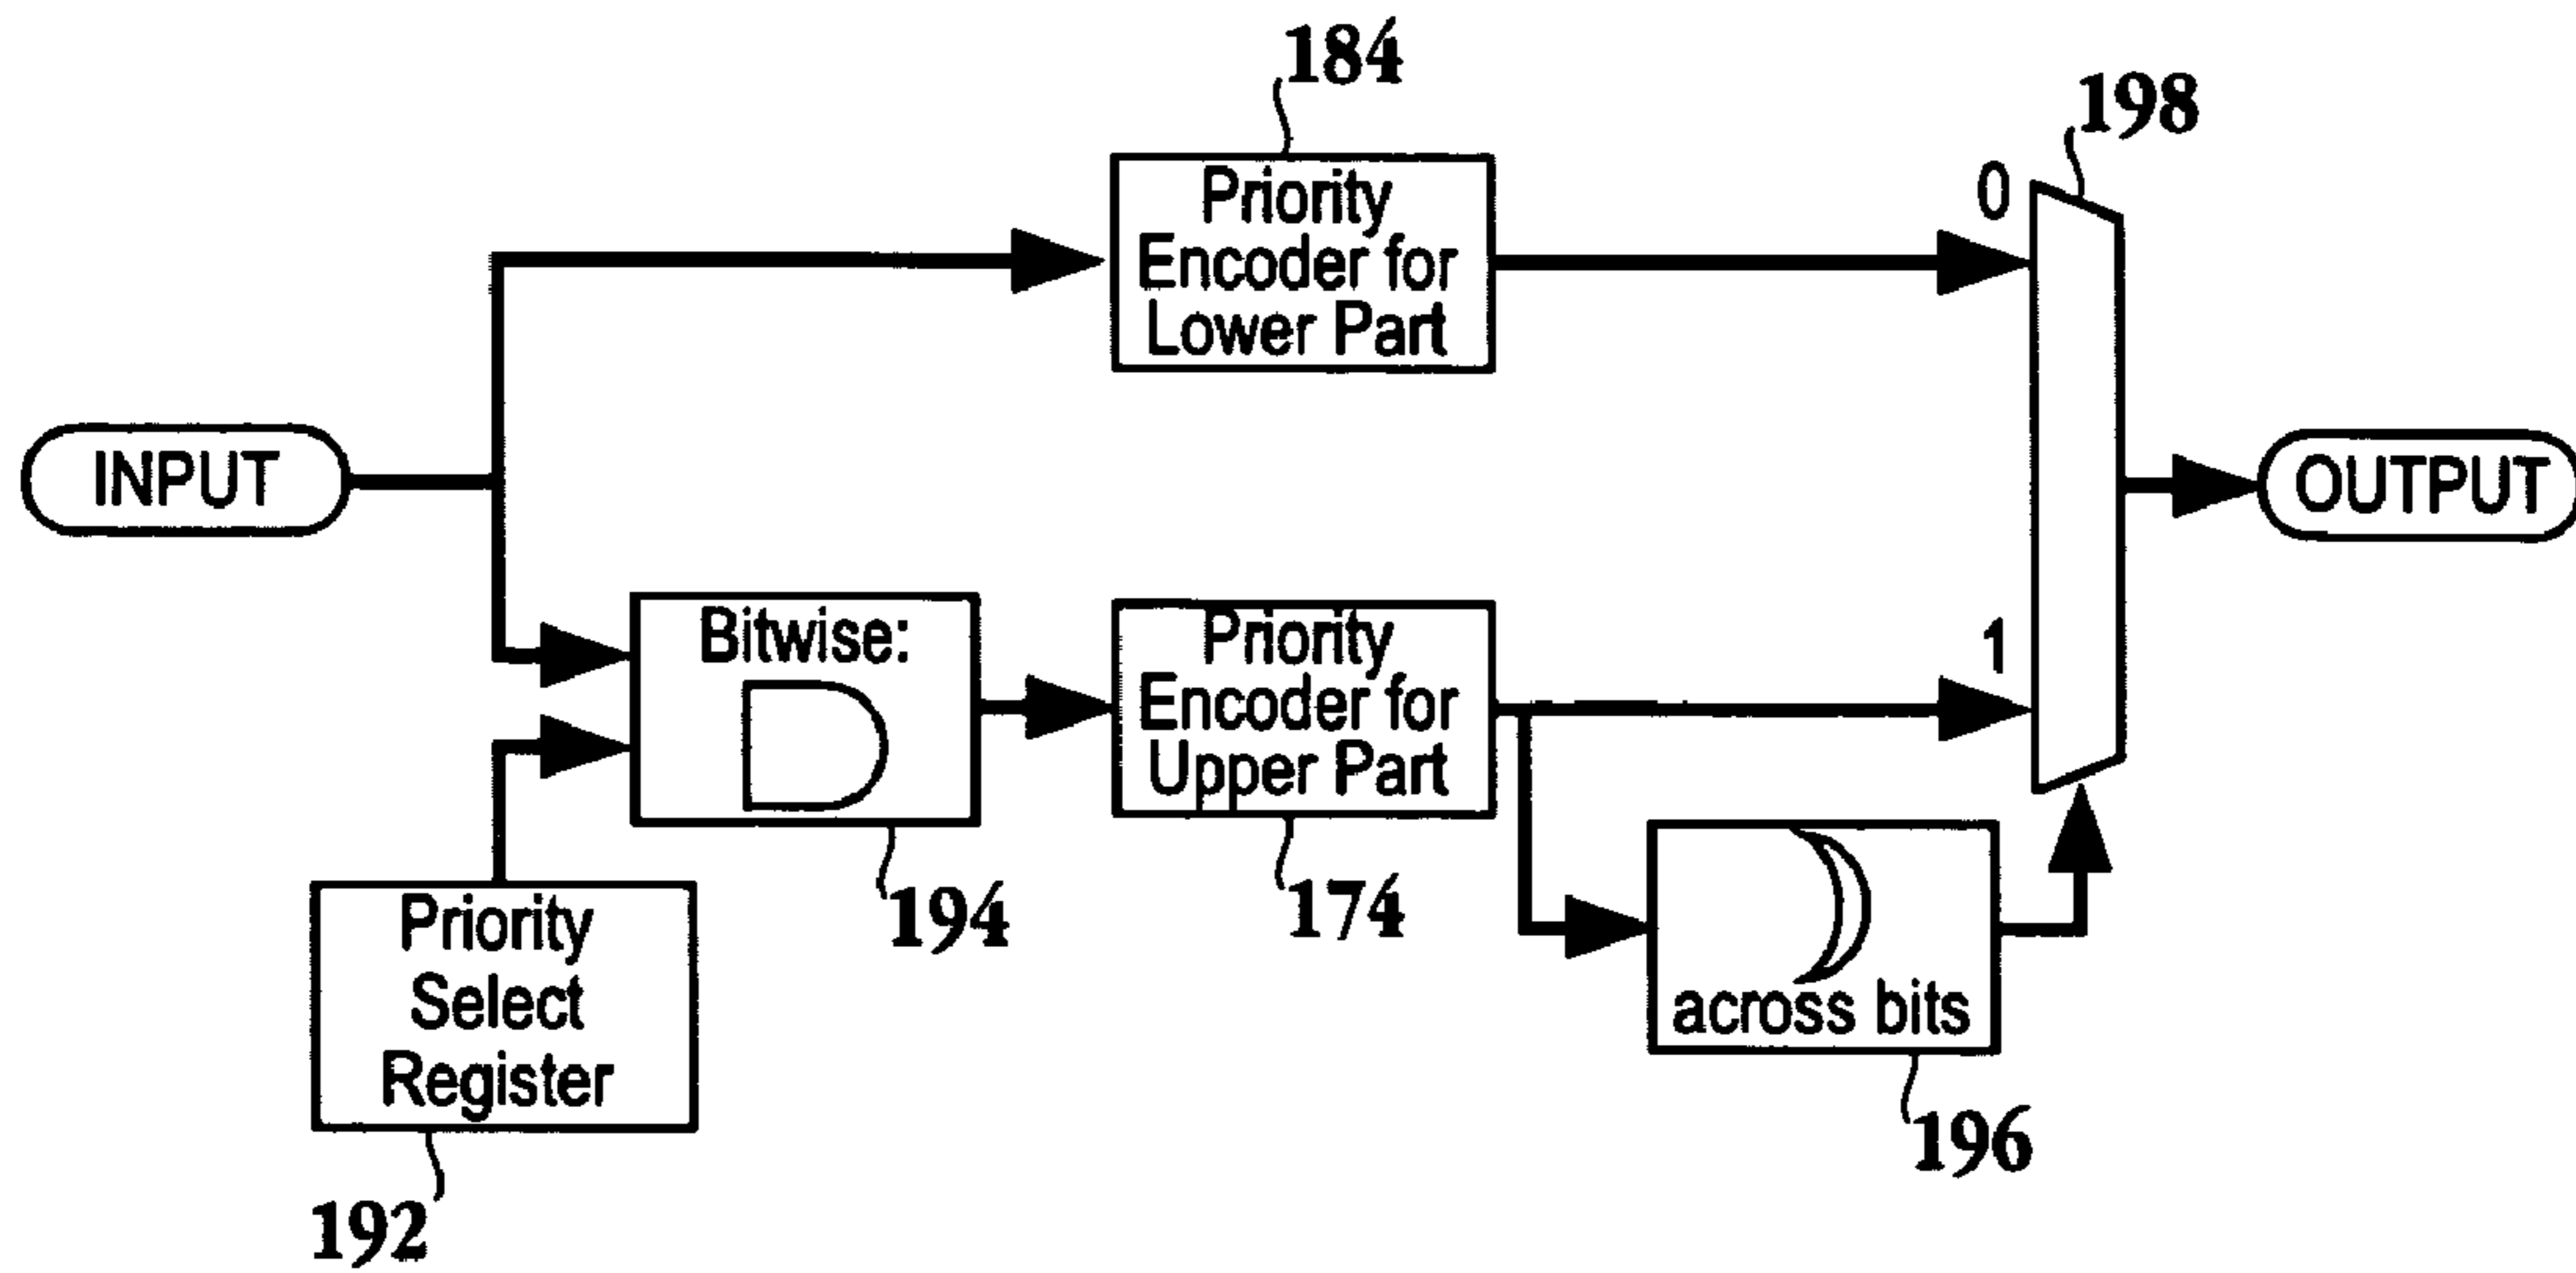 184
198
Priority
Encoder for
Lower Part
0
INPUT
OUTPUT
Bitwise:
Priority
Encoder for
Upper Part
1
194
174
Priority
Select
Register
across bits
196
192